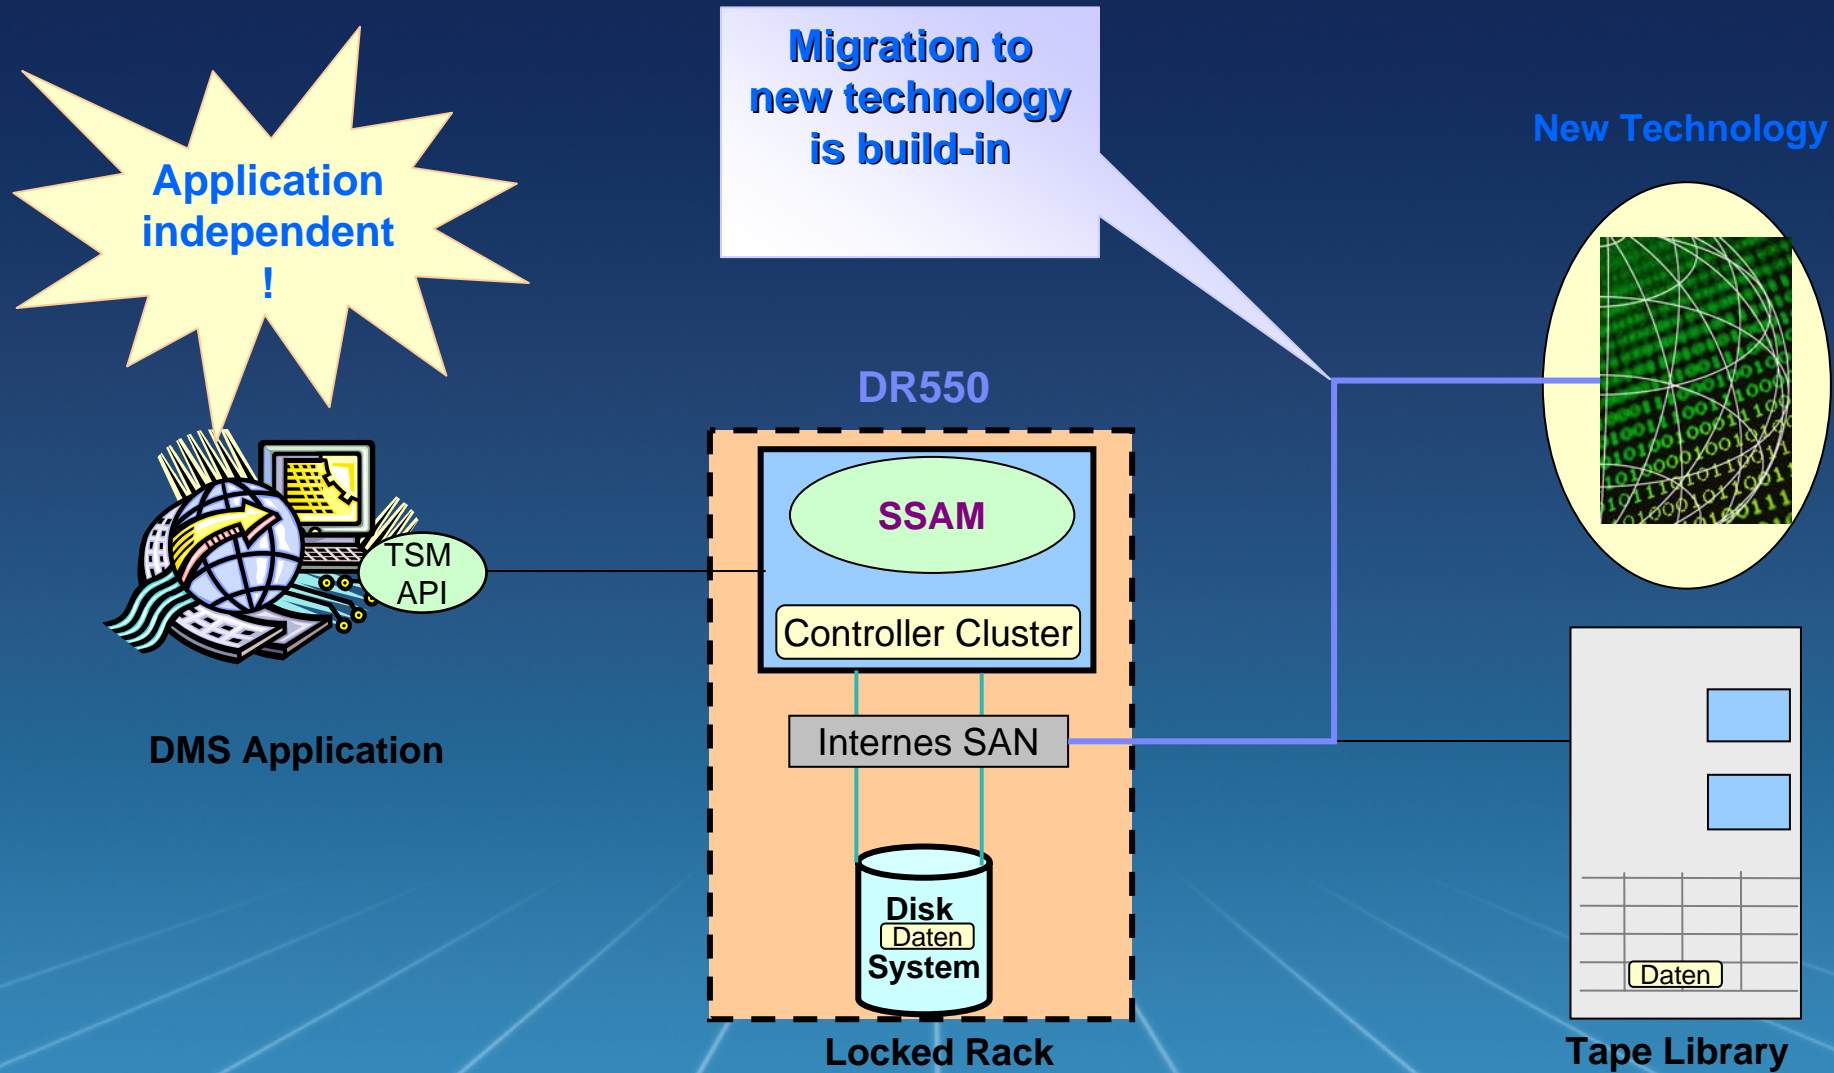 Migration to
new technology
is build-in
New Technology
Application
independent
!
DR550
SSAM
TSM
API
Controller Cluster
Internes SAN
DMS Application
Disk
Daten
System
Daten
Locked Rack
Tape Library